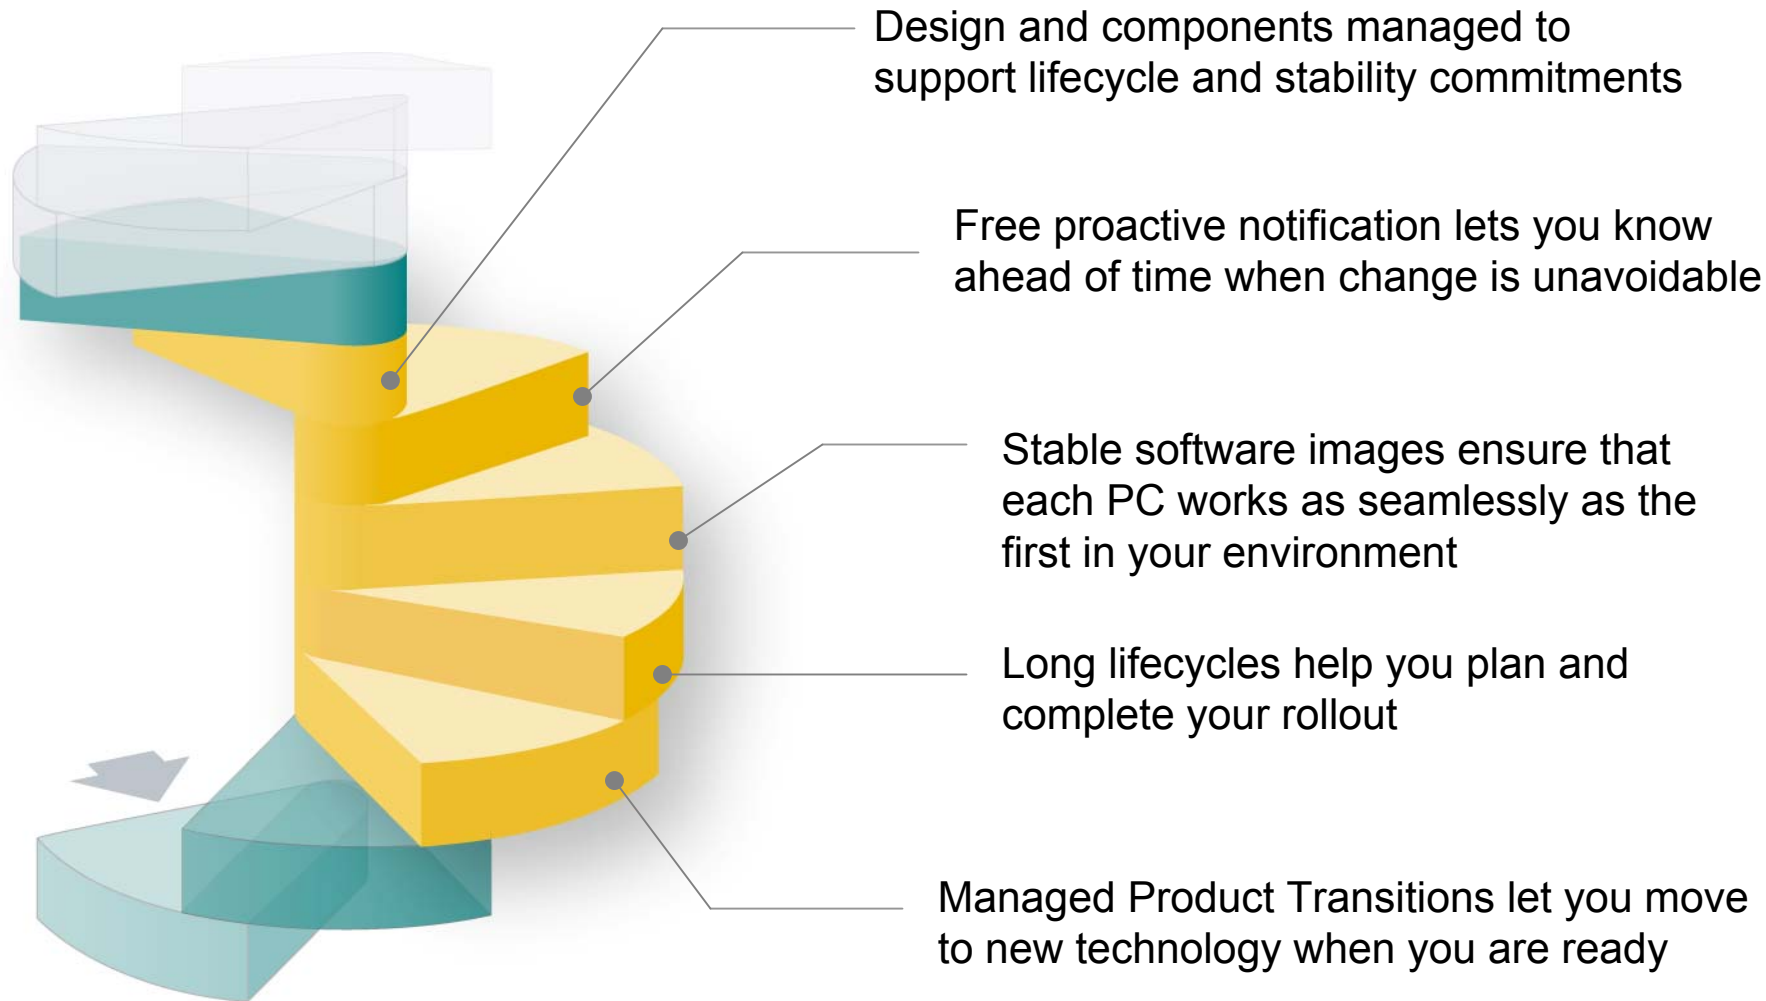 Design and components managed to
support lifecycle and stability commitments
Free proactive notification lets you know
ahead of time when change is unavoidable
Stable software images ensure that
each PC works as seamlessly as the
first in your environment
Long lifecycles help you plan and
complete your rollout
Managed Product Transitions let you move
to new technology when you are ready